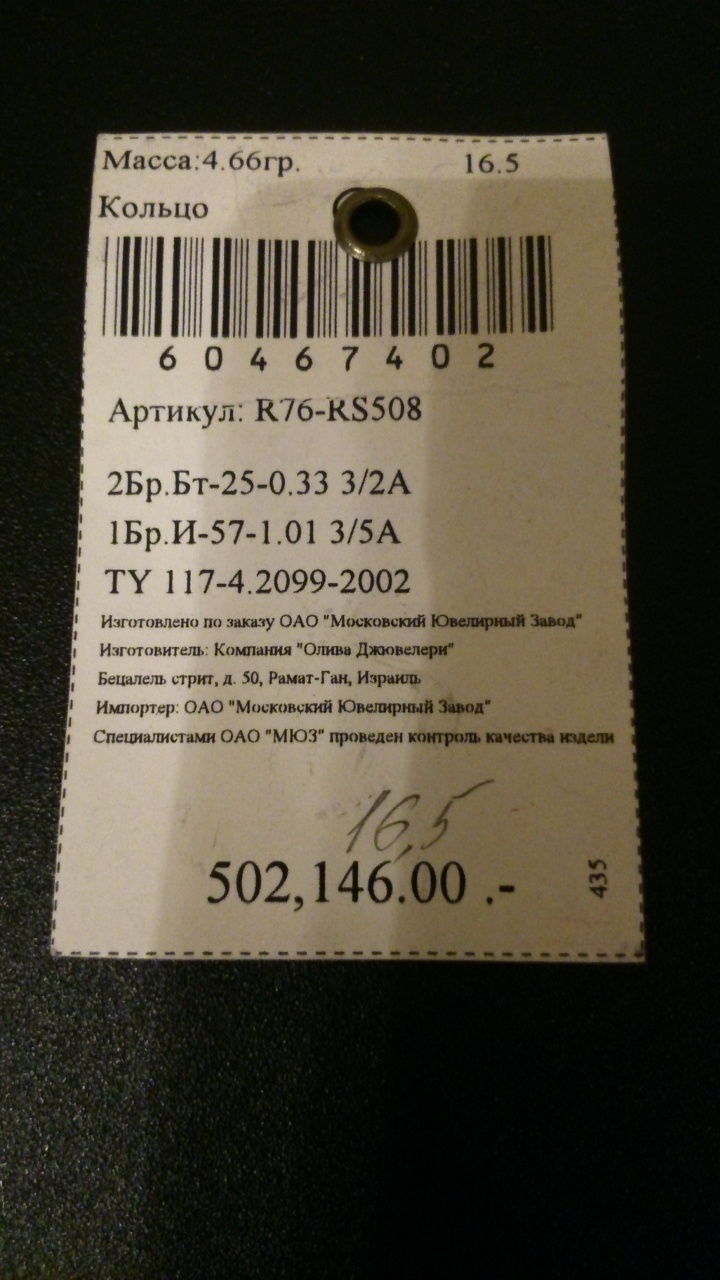 Масса:4.66гр. 16.5
Кольцо
60467402
Артикул: R76-RS508
2Бр.Бт-25-0.33 3/2А
1Бр.И-57-1.01 3/5А
ТУ 117-4.2099-2002
Изготовлено по заказу ОАО "Московский Ювелирный Завод"
Изготовитель: Компания "Олива Джювелери"
Бецалель стрит, д. 50, Рамат-Ган, Израиль
Импортер: ОАО "Московский Ювелирный Завод"
Специалистами ОАО "МЮЗ" проведен контроль качества издели
16,5
502,146.00 .-
435